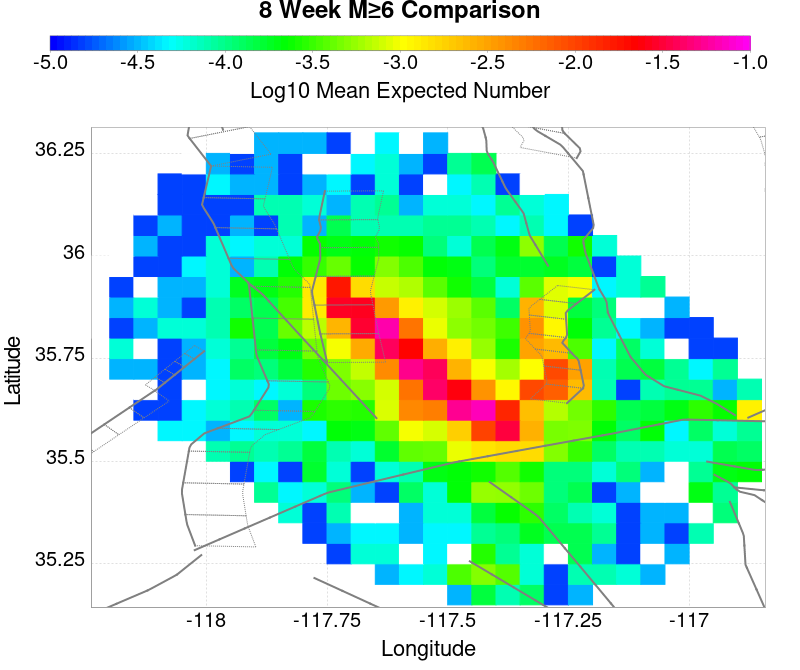 8 Week M≥6 Comparison
-5.0 -4.5 -4.0 -3.5 -3.0 -2.5 -2.0 -1.5 -1.0
Log10 Mean Expected Number
36.25
36
35.75
35.5
35.25
Latitude
-118 -117.75 -117.5 -117.25 -117
Longitude